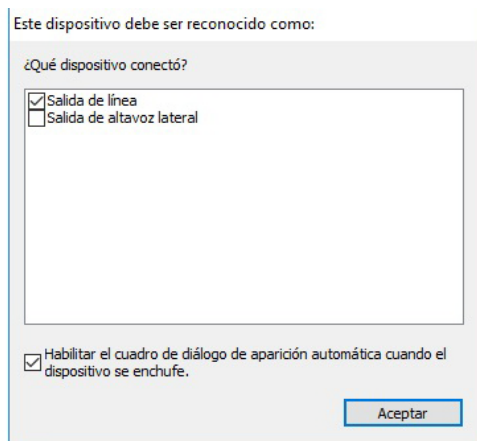 Este dispositivo debe ser reconocido como:
¿Qué dispositivo conectó?
Salida de línea
Salida de altavoz lateral
Habilitar el cuadro de diálogo de aparición automática cuando el
dispositivo se enchufe.
Aceptar